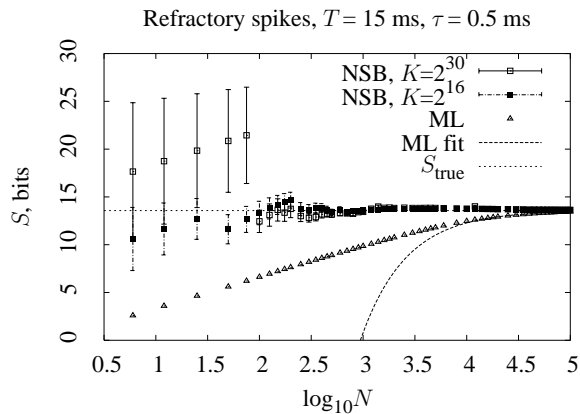 Refractory spikes, T = 15 ms, τ = 0.5 ms
30
25
20
15
10
5
0
S, bits
NSB, K=2^30
NSB, K=2^16
ML
ML fit
S_true
0.5 1 1.5 2 2.5 3 3.5 4 4.5 5
log₁₀N